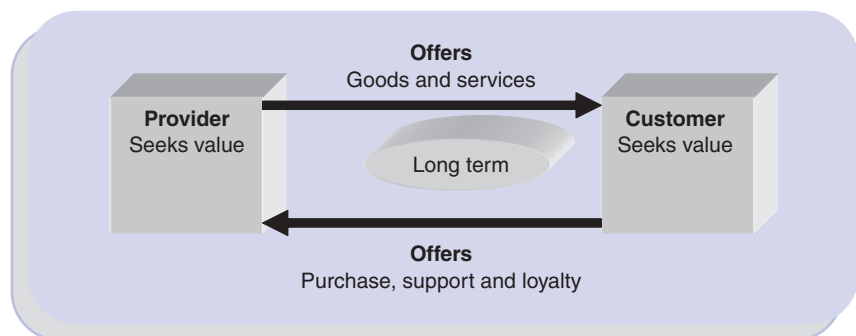 Offers
Goods and services
Provider
Seeks value
Customer
Seeks value
Long term
Offers
Purchase, support and loyalty